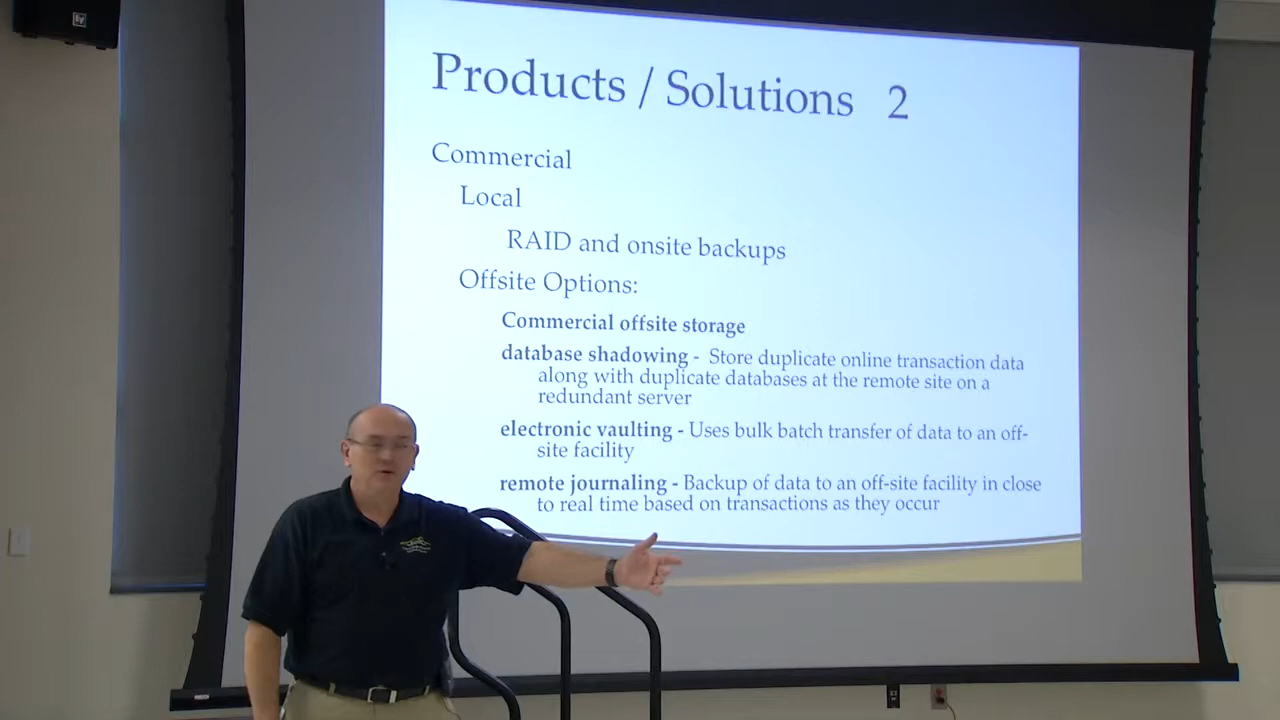 Products / Solutions 2
Commercial
Local
RAID and onsite backups
Offsite Options:
Commercial offsite storage
database shadowing - Store duplicate online transaction data
along with duplicate databases at the remote site on a
redundant server
electronic vaulting - Uses bulk batch transfer of data to an off-
site facility
remote journaling - Backup of data to an off-site facility in close
to real time based on transactions as they occur